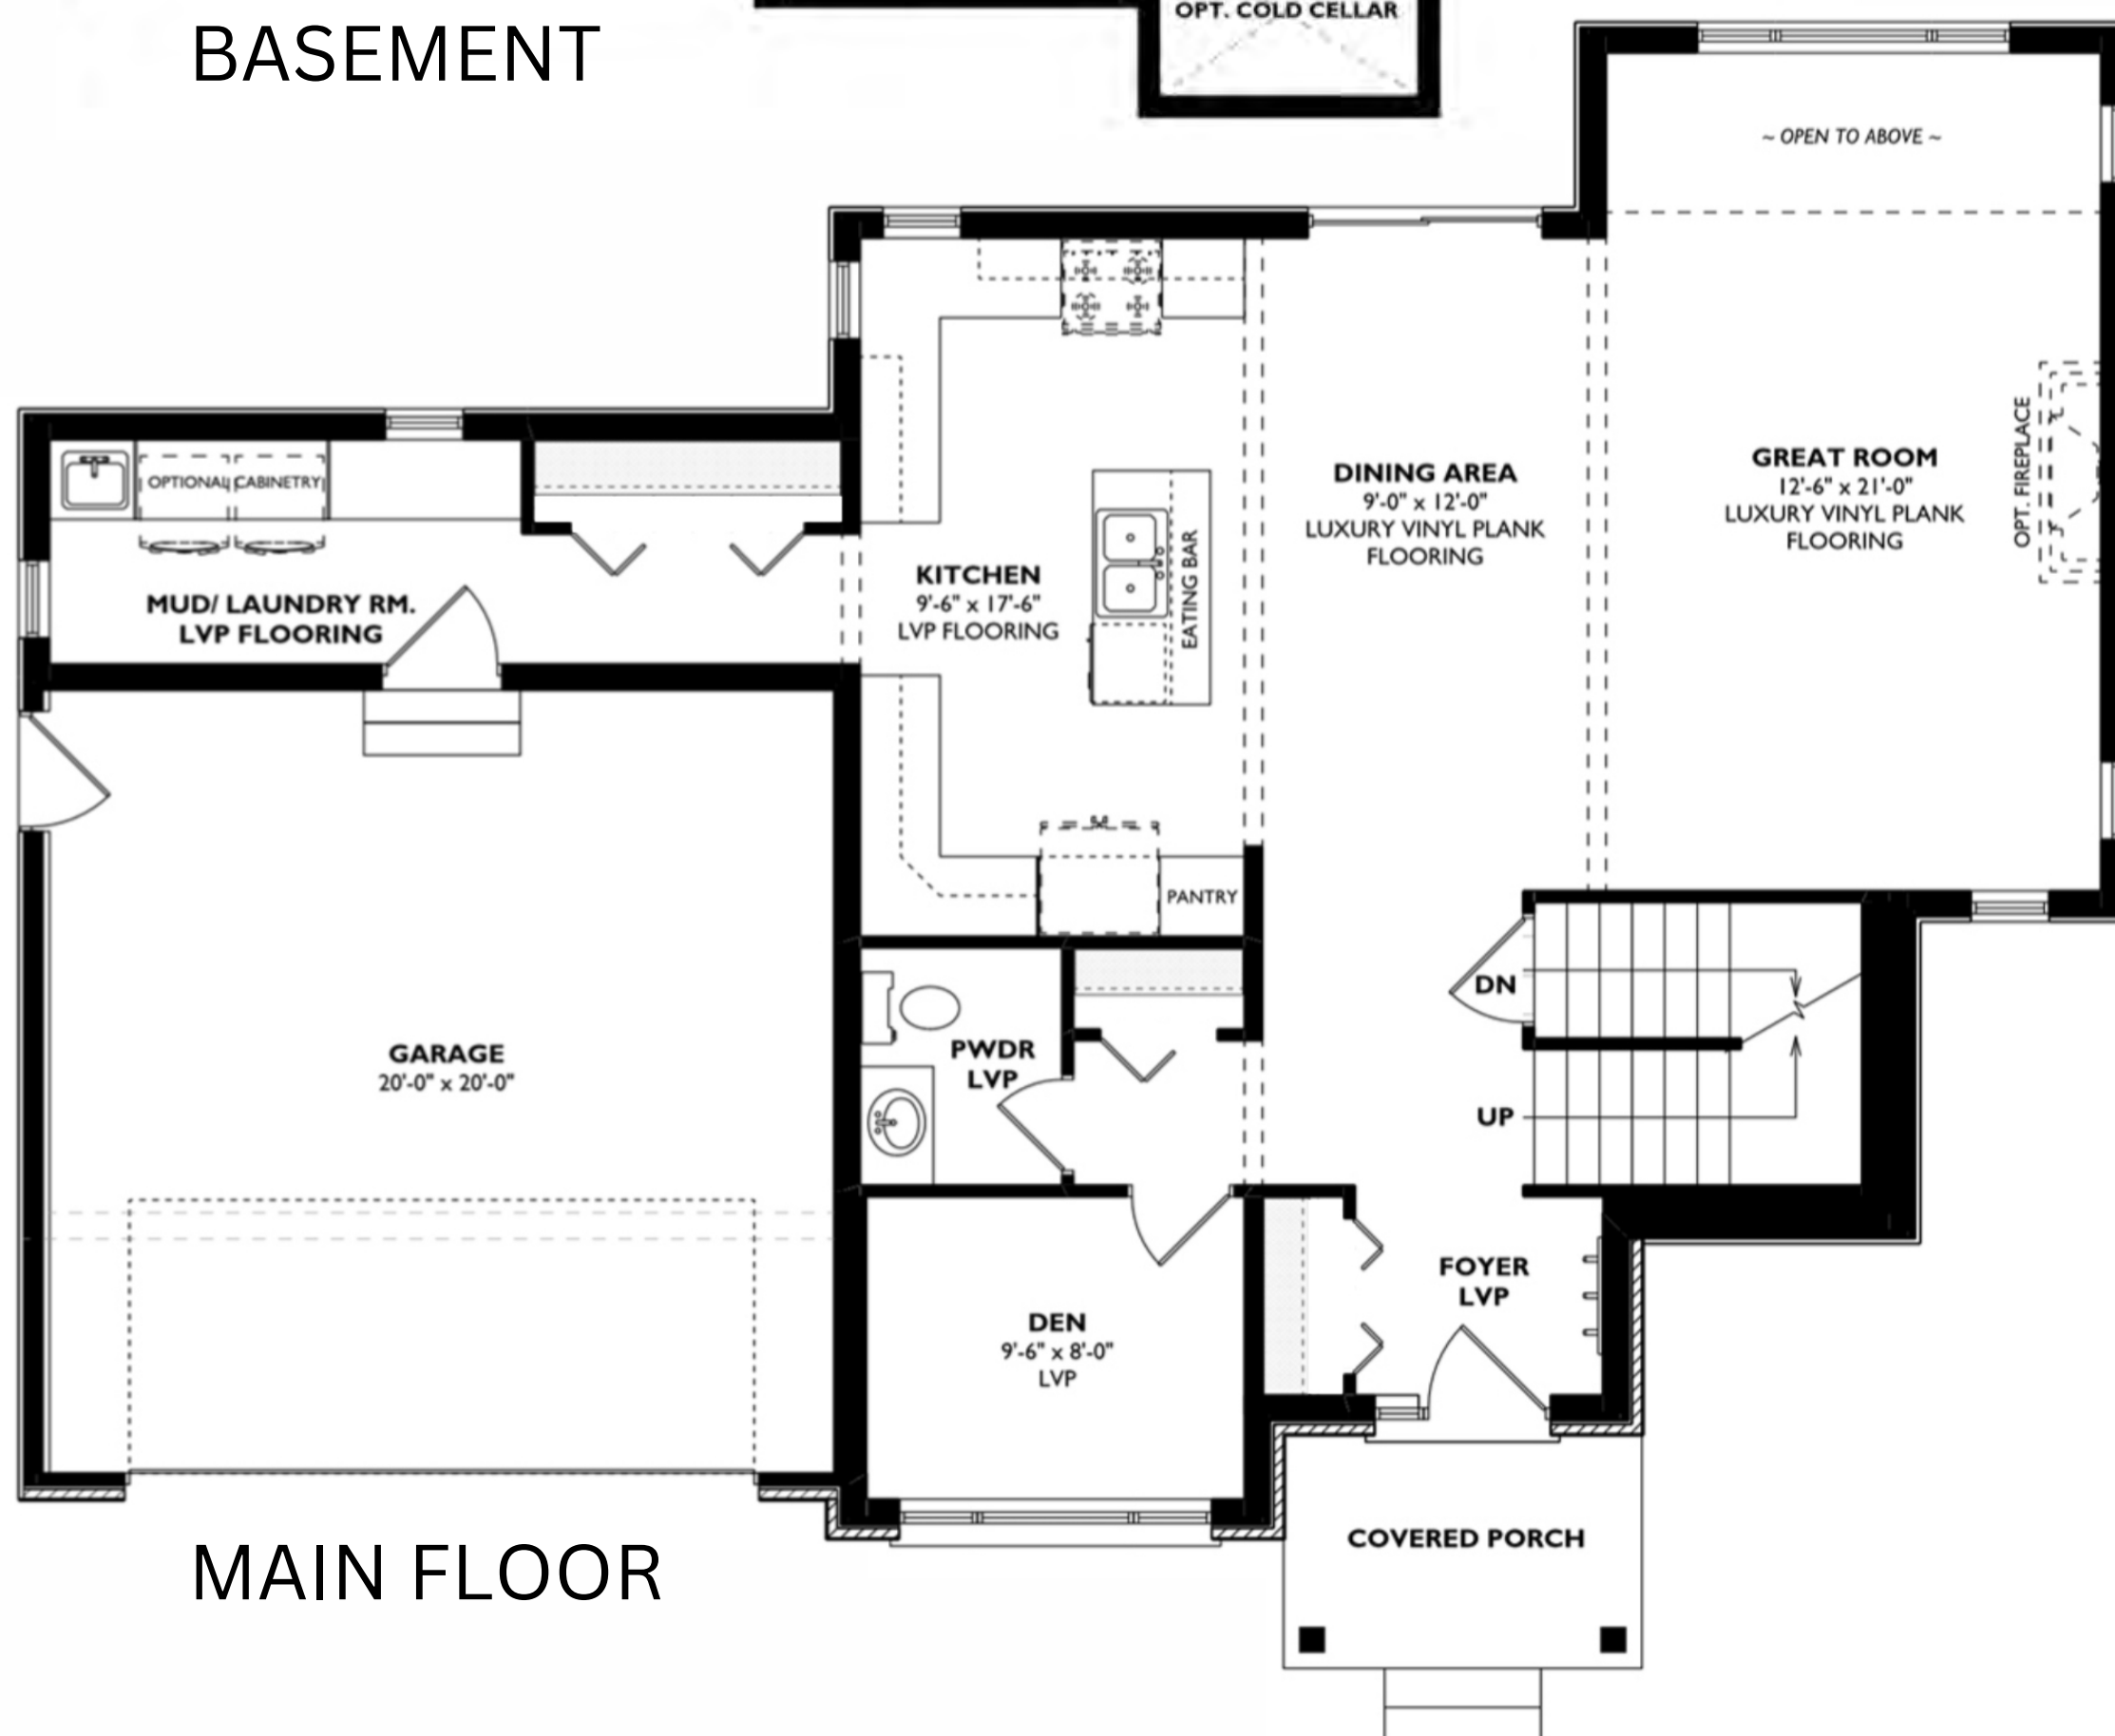 OPT. COLD CELLAR
BASEMENT
~ OPEN TO ABOVE ~
OPTIONAL CABINETRY
MUD/ LAUNDRY RM.
LVP FLOORING
KITCHEN
9'-6" x 17'-6"
LVP FLOORING
EATING BAR
DINING AREA
9'-0" x 12'-0"
LUXURY VINYL PLANK
FLOORING
GREAT ROOM
12'-6" x 21'-0"
LUXURY VINYL PLANK
FLOORING
OPT. FIREPLACE
PANTRY
GARAGE
20'-0" x 20'-0"
PWDR
LVP
DN
UP
DEN
9'-6" x 8'-0"
LVP
FOYER
LVP
COVERED PORCH
MAIN FLOOR